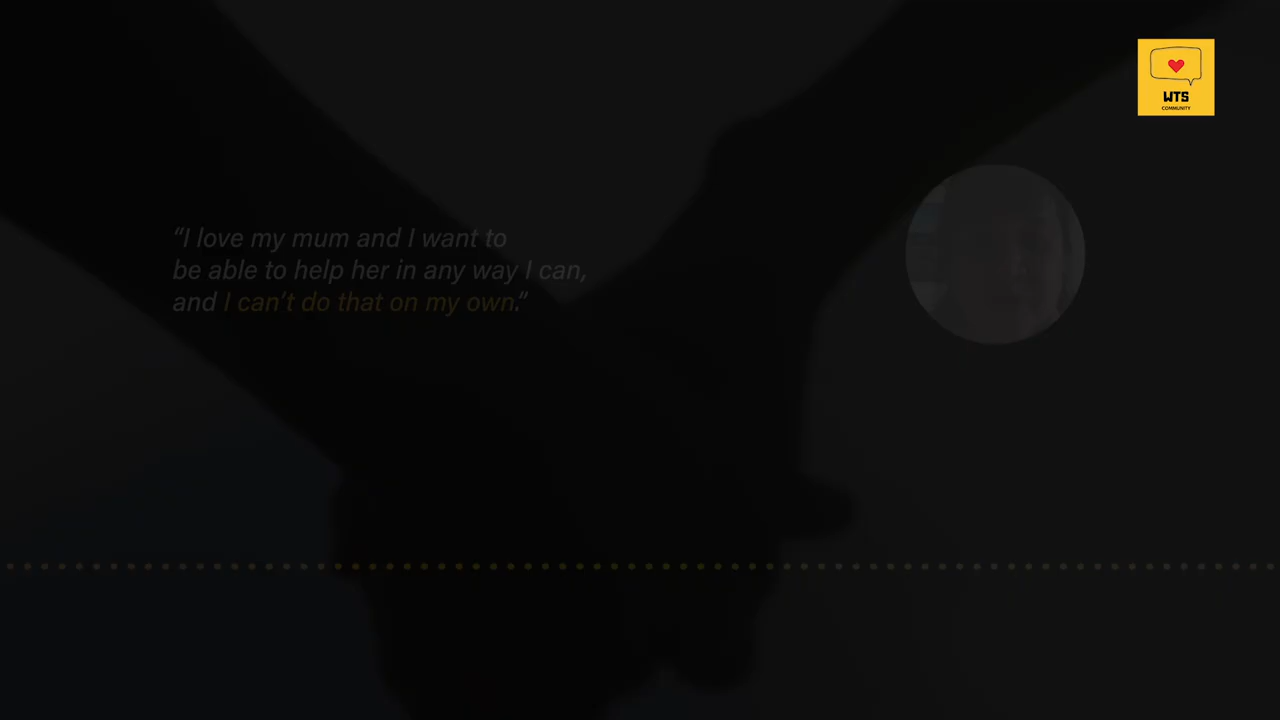 WTS
COMMUNITY
“I love my mum and I want to
be able to help her in any way I can,
and I can’t do that on my own.”